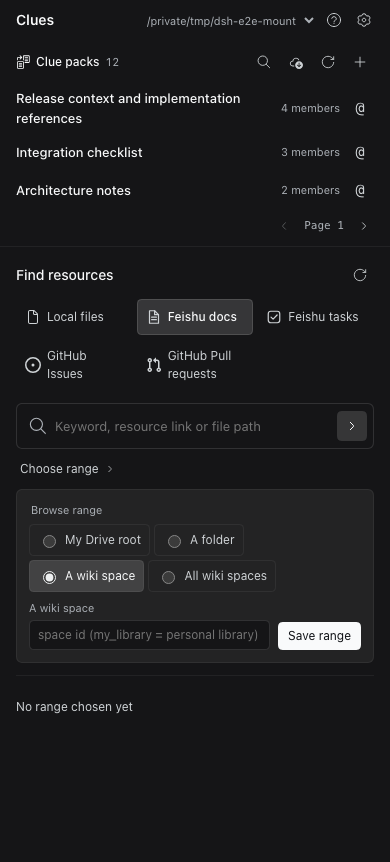 Clues
/private/tmp/dsh-e2e-mount
Clue packs 12
Release context and implementation
references
4 members @
Integration checklist 3 members @
Architecture notes 2 members @
Page 1
Find resources
Local files
Feishu docs
Feishu tasks
GitHub
Issues
GitHub Pull
requests
Keyword, resource link or file path
Choose range
Browse range
My Drive root
A folder
A wiki space
All wiki spaces
A wiki space
space id (my_library = personal library)
Save range
No range chosen yet